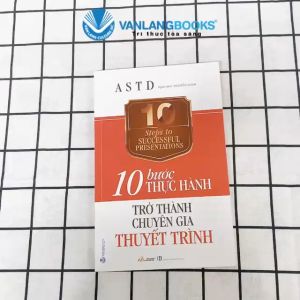 VANLANGBOOKS®
Tri thức tỏa sáng
ASTD
10
Steps to
SUCCESSFUL
PRESENTATIONS
10 bước
THỰC HÀNH
TRỞ THÀNH
CHUYÊN GIA
THUYẾT TRÌNH